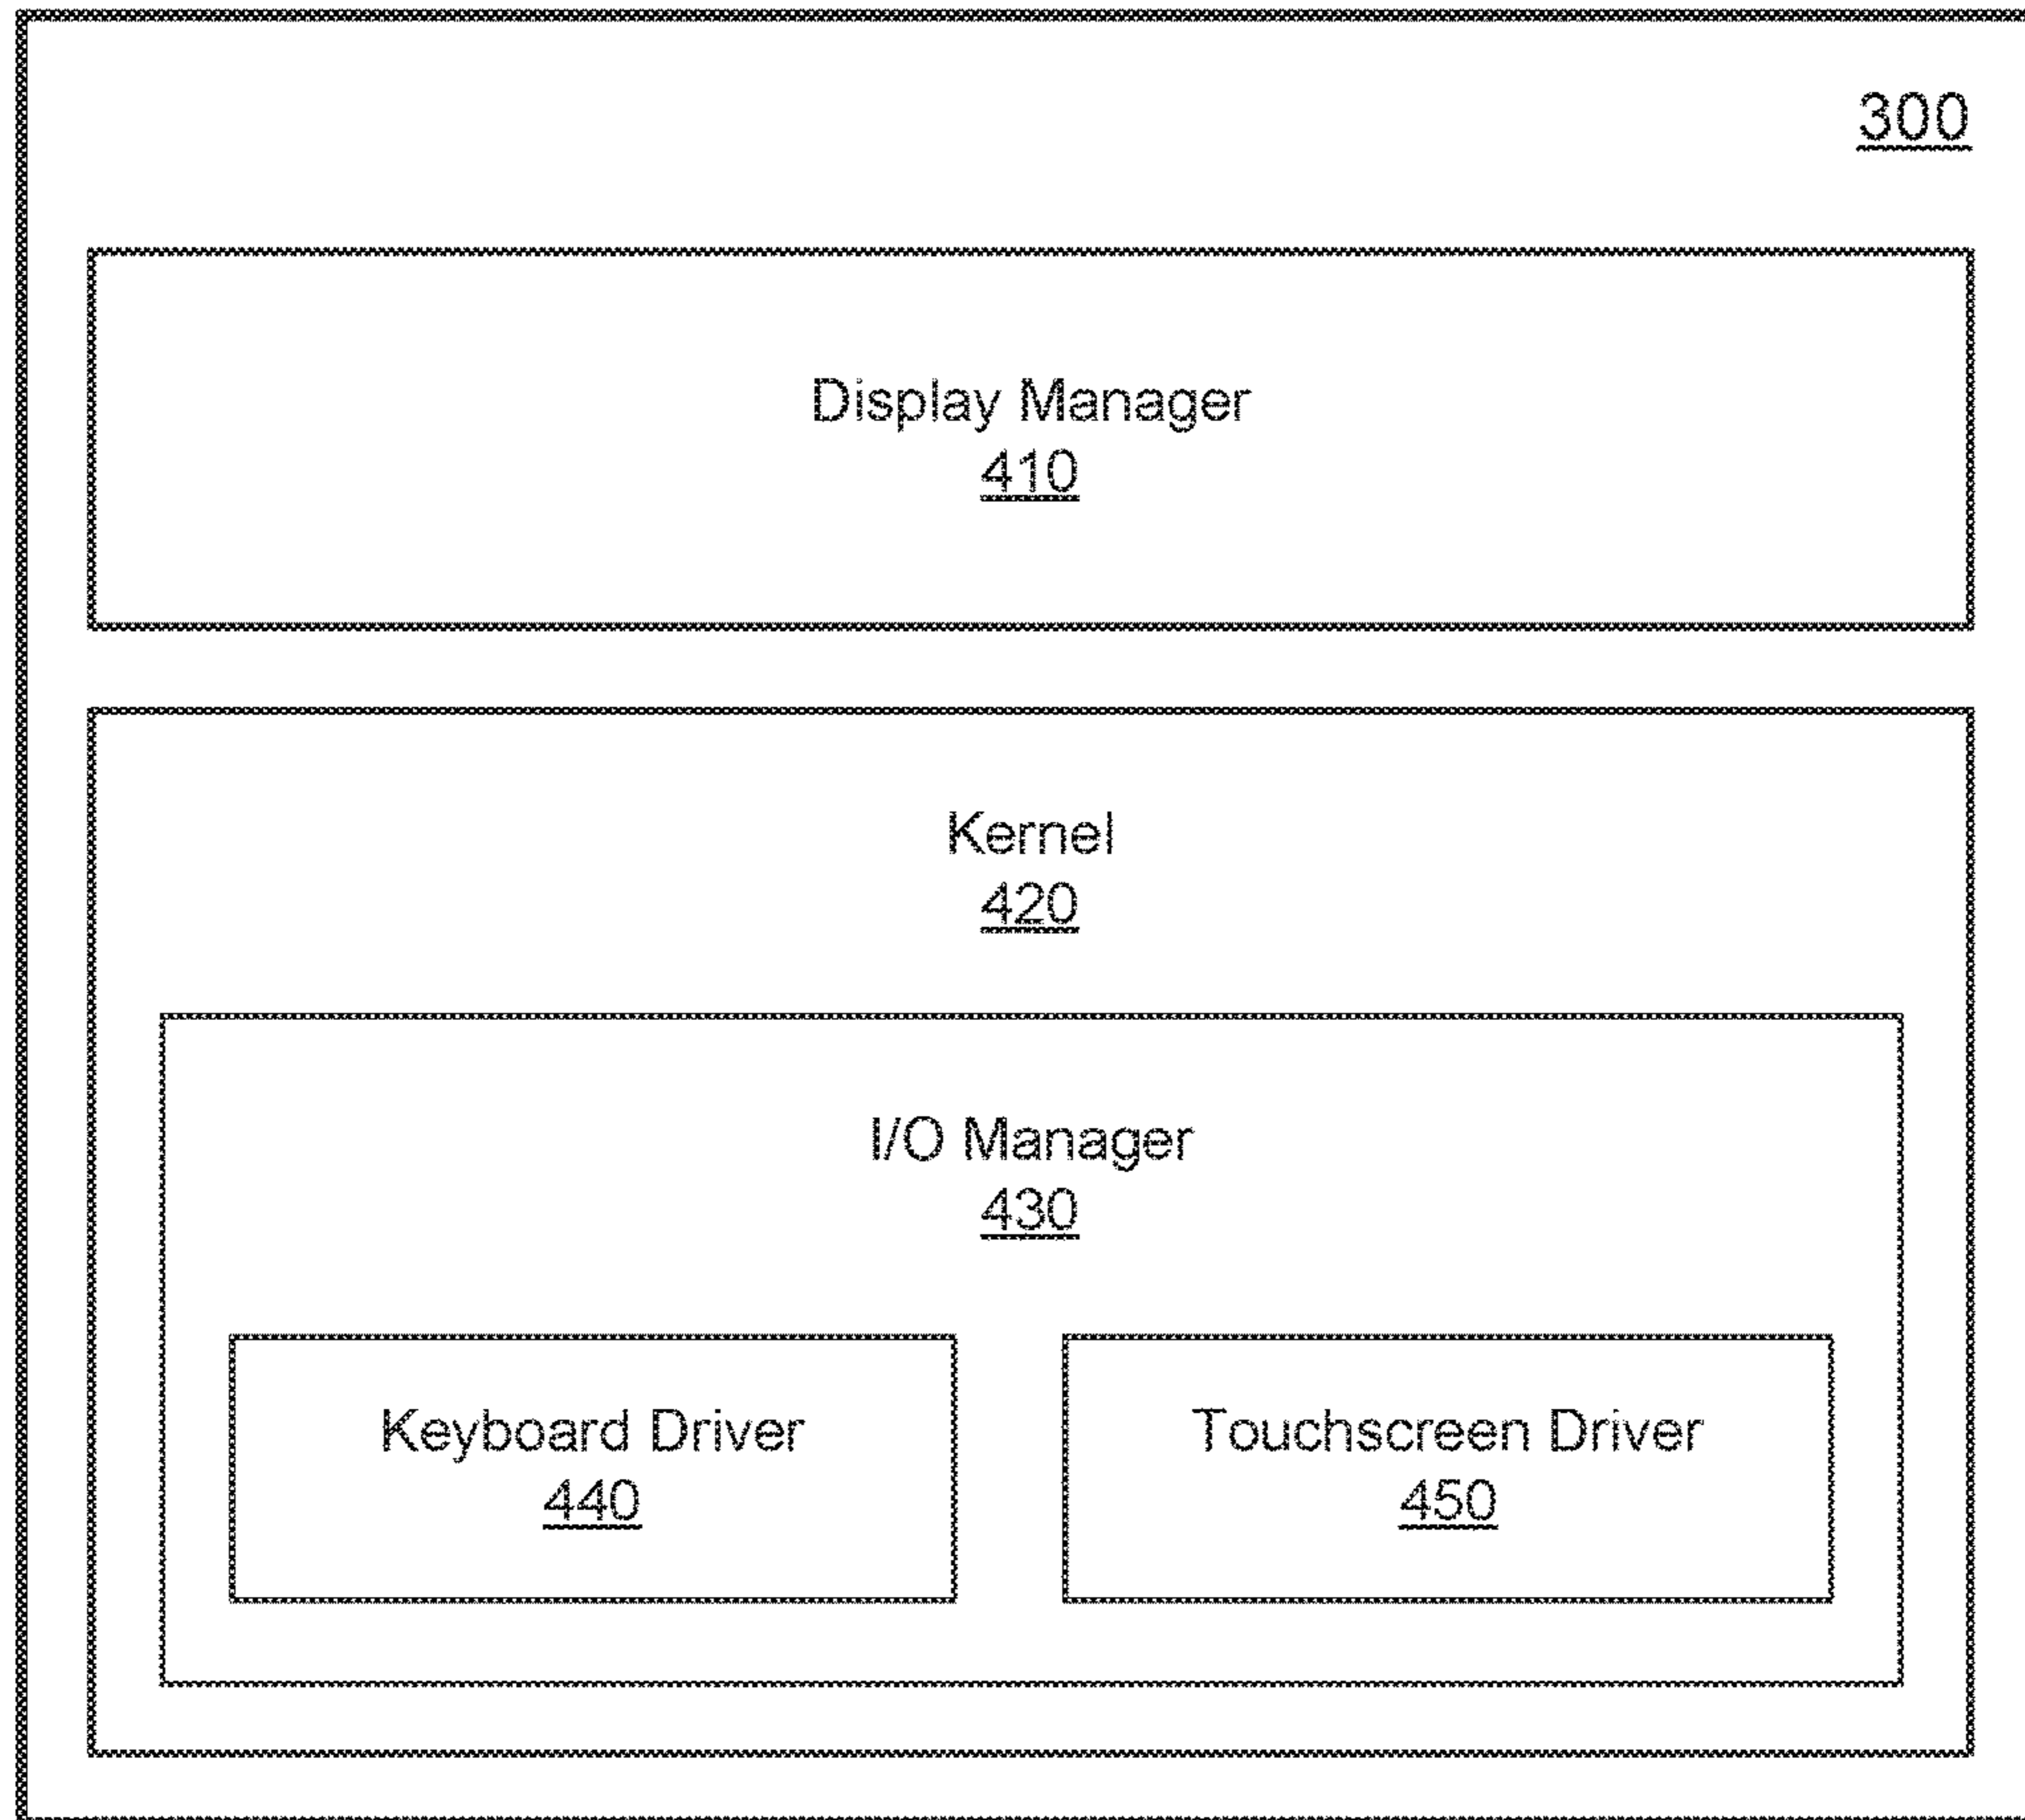 300
Display Manager
410
Kernel
420
I/O Manager
430
Keyboard Driver
440
Touchscreen Driver
450